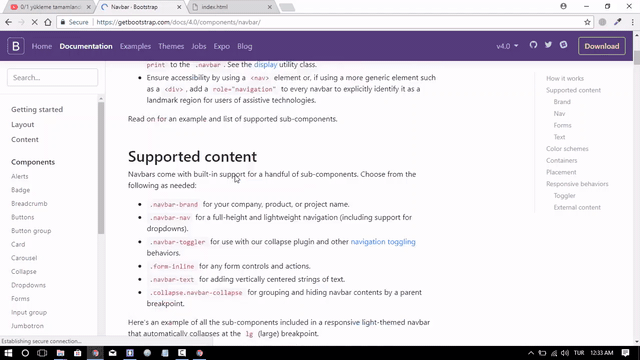 0/1 yükleme tamamland
Navbar · Bootstrap
index.html
Secure
https://getbootstrap.com/docs/4.0/components/navbar/
B
Home
Documentation
Examples
Themes
Jobs
Expo
Blog
v4.0
Download
Search...
Getting started
Layout
Content
Components
Alerts
Badge
Breadcrumb
Buttons
Button group
Card
Carousel
Collapse
Dropdowns
Forms
Input group
Jumbotron
print to the .navbar. See the display utility class.
• Ensure accessibility by using a <nav> element or, if using a more generic element such
as a <div>, add a role="navigation" to every navbar to explicitly identify it as a
landmark region for users of assistive technologies.
Read on for an example and list of supported sub-components.
Supported content
Navbars come with built-in support for a handful of sub-components. Choose from the
following as needed:
• .navbar-brand for your company, product, or project name.
• .navbar-nav for a full-height and lightweight navigation (including support for
dropdowns).
• .navbar-toggler for use with our collapse plugin and other navigation toggling
behaviors.
• .form-inline for any form controls and actions.
• .navbar-text for adding vertically centered strings of text.
• .collapse.navbar-collapse for grouping and hiding navbar contents by a parent
breakpoint.
Here's an example of all the sub-components included in a responsive light-themed navbar
that automatically collapses at the lg (large) breakpoint.
How it works
Supported content
Brand
Nav
Forms
Text
Color schemes
Containers
Placement
Responsive behaviors
Toggler
External content
Establishing secure connection...
TUR
12:33 AM